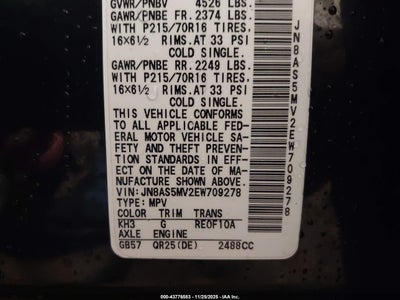 GVWR/PNBV 4526 LBS.
GAWR/PNBE FR. 2374 LBS.
WITH P215/70R16 TIRES,
16X6½ RIMS.AT 33 PSI
COLD SINGLE.
GAWR/PNBE RR. 2249 LBS.
WITH P215/70R16 TIRES,
16X6½ RIMS.AT 33 PSI
COLD SINGLE.
THIS VEHICLE CONFORMS
TO ALL APPLICABLE FED-
ERAL MOTOR VEHICLE SA-
FETY AND THEFT PREVEN-
TION STANDARDS IN EFF-
ECT ON THE DATE OF MA-
NUFACTURE SHOWN ABOVE.
VIN:JN8AS5MV2EW709278
TYPE:MPV
COLOR TRIM TRANS
KH3 G RE0F10A
AXLE ENGINE
GB57 QR25(DE) 2488CC
JN8AS5MV2EW709278
000-43778583 - 11/25/2025 - IAA, Inc.